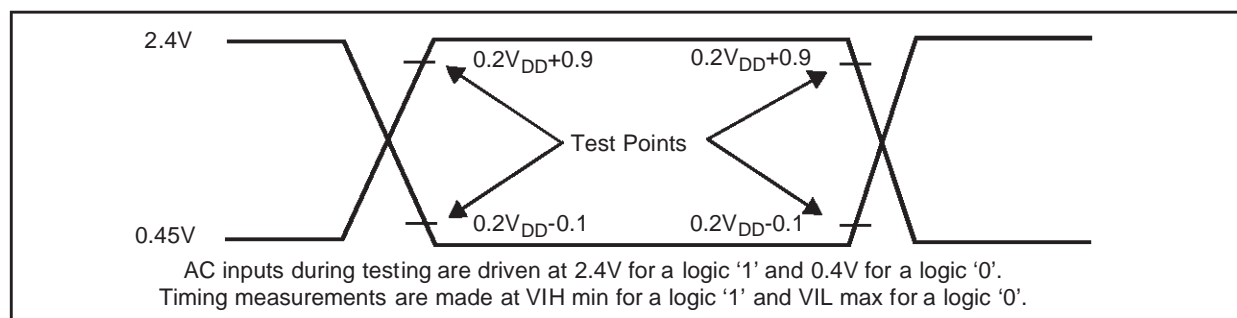 2.4V
0.2VDD+0.9 0.2VDD+0.9
Test Points
0.2VDD-0.1 0.2VDD-0.1
0.45V
AC inputs during testing are driven at 2.4V for a logic ‘1’ and 0.4V for a logic ‘0’.
Timing measurements are made at VIH min for a logic ‘1’ and VIL max for a logic ‘0’.